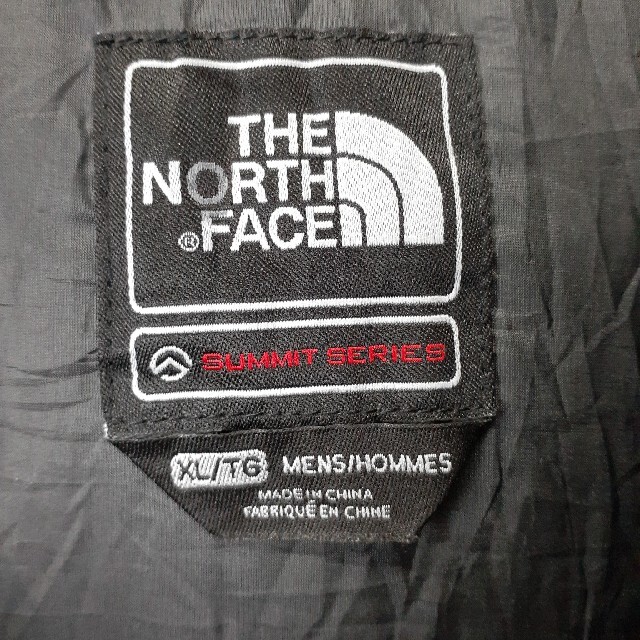 THE
NORTH
® FACE
SUMMIT SERIES
XL/TG MENS/HOMMES
MADE IN CHINA
FABRIQUÉ EN CHINE